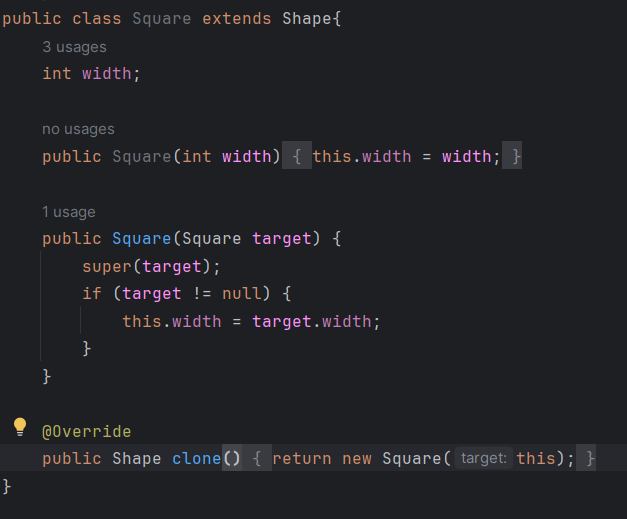 public class Square extends Shape{
3 usages
int width;
no usages
public Square(int width) { this.width = width; }
1 usage
public Square(Square target) {
super(target);
if (target != null) {
this.width = target.width;
}
}
@Override
public Shape clone() { return new Square( target: this); }
}